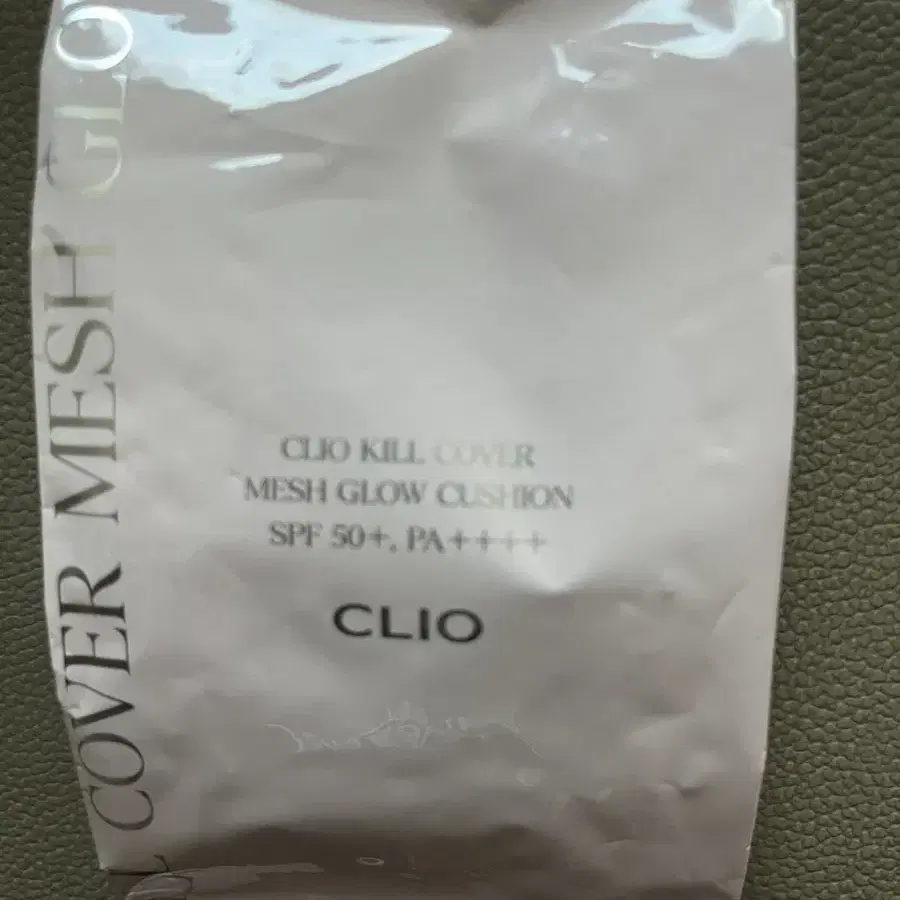 COVER MESH GLO
CLIO KILL COVER
MESH GLOW CUSHION
SPF 50+, PA++++
CLIO